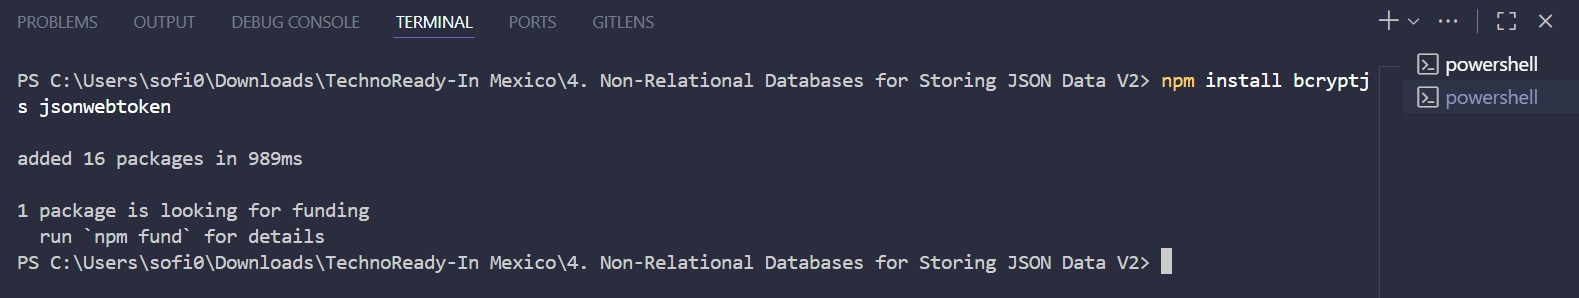 PROBLEMS OUTPUT DEBUG CONSOLE TERMINAL PORTS GITLENS
PS C:\Users\sofi0\Downloads\TechnoReady-In Mexico\4. Non-Relational Databases for Storing JSON Data V2> npm install bcryptj
s jsonwebtoken
added 16 packages in 989ms
1 package is looking for funding
run `npm fund` for details
PS C:\Users\sofi0\Downloads\TechnoReady-In Mexico\4. Non-Relational Databases for Storing JSON Data V2>
powershell
powershell